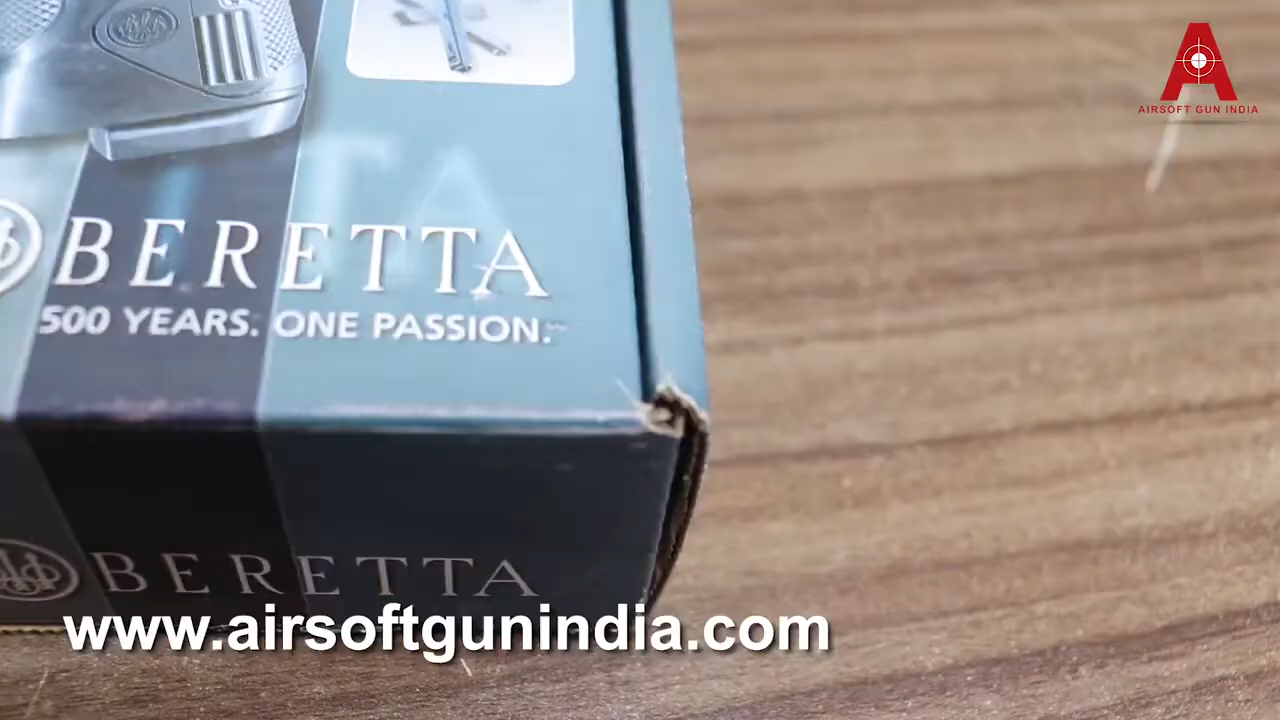 AIRSOFT GUN INDIA
BERETTA
500 YEARS. ONE PASSION.
BERETTA
www.airsoftgunindia.com